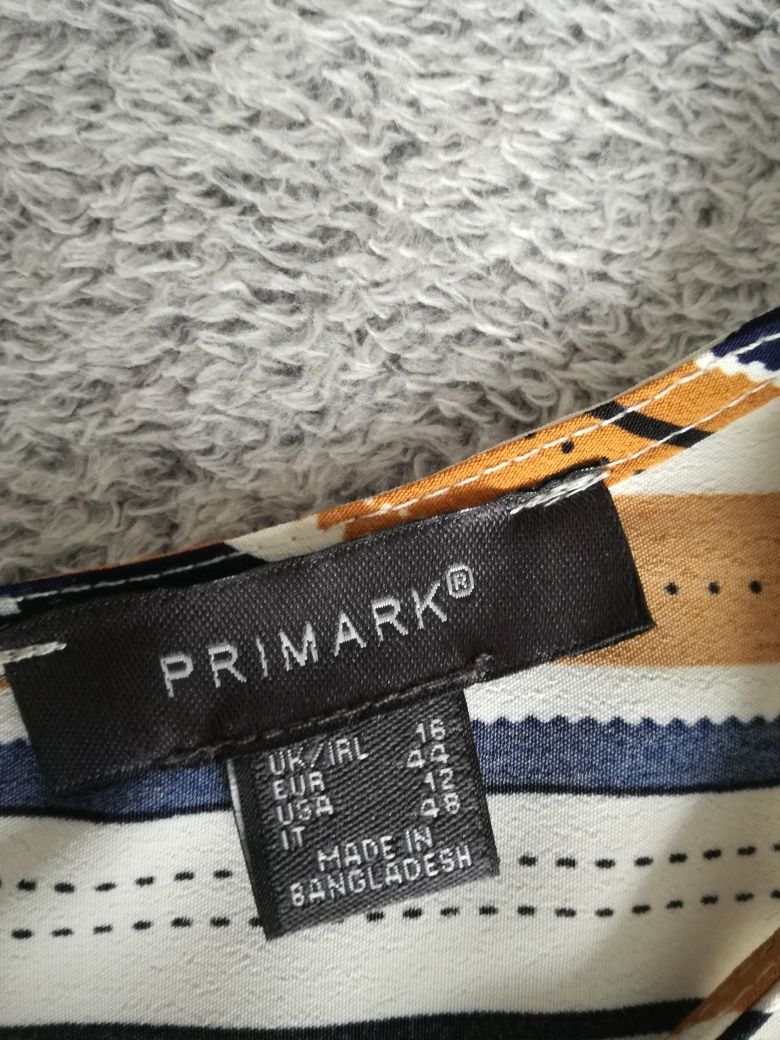 PRIMARK®
UK/IRL 16
EUR 44
USA 12
IT 48
MADE IN
BANGLADESH